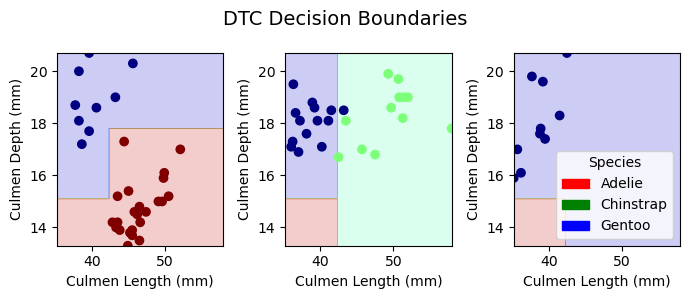 DTC Decision Boundaries
Culmen Depth (mm)
20
18
16
14
40
50
Culmen Length (mm)
Culmen Depth (mm)
20
18
16
14
40
50
Culmen Length (mm)
Culmen Depth (mm)
20
18
16
14
Species
Adelie
Chinstrap
Gentoo
40
50
Culmen Length (mm)